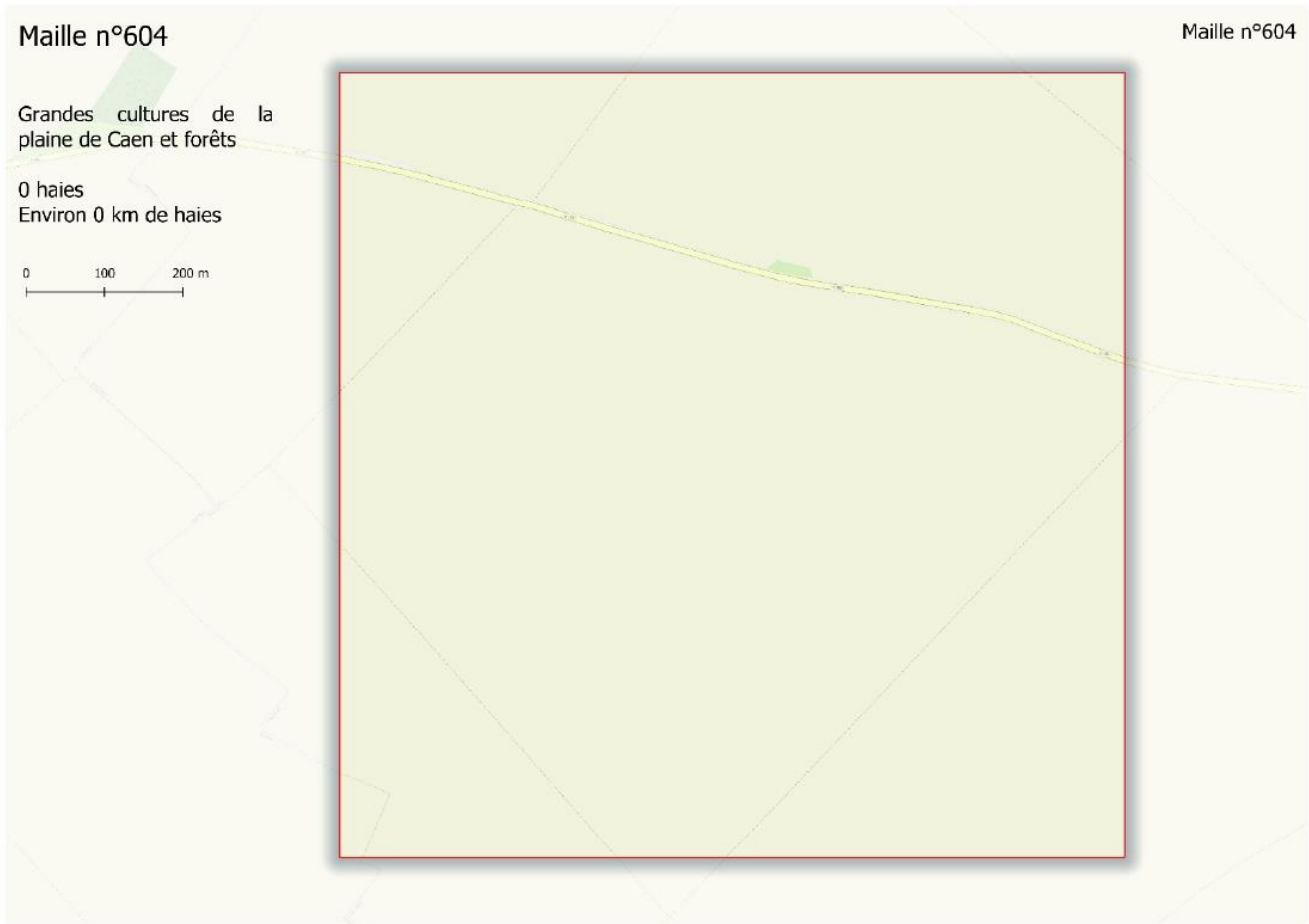 Maille n°604
Maille n°604
Grandes cultures de la
plaine de Caen et forêts
0 haies
Environ 0 km de haies
0 100 200 m